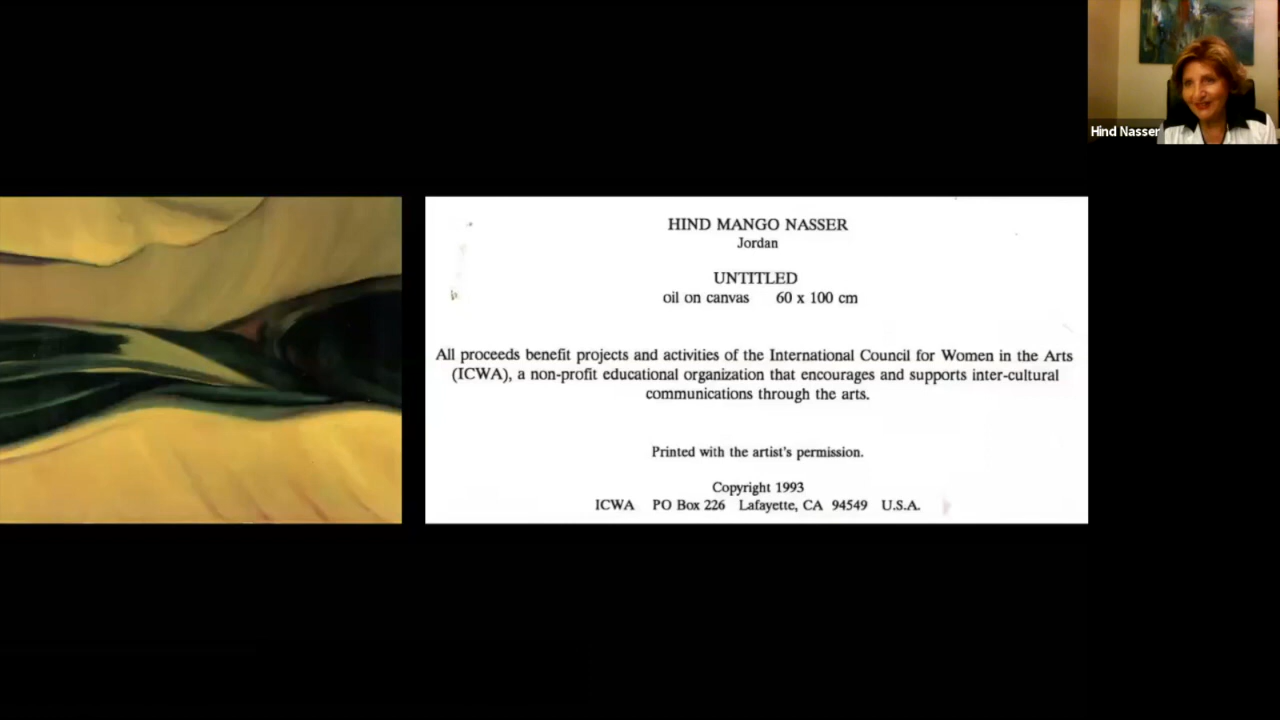 Hind Nasser
HIND MANGO NASSER
Jordan
UNTITLED
oil on canvas 60 x 100 cm
All proceeds benefit projects and activities of the International Council for Women in the Arts
(ICWA), a non-profit educational organization that encourages and supports inter-cultural
communications through the arts.
Printed with the artist's permission.
Copyright 1993
ICWA PO Box 226 Lafayette, CA 94549 U.S.A.